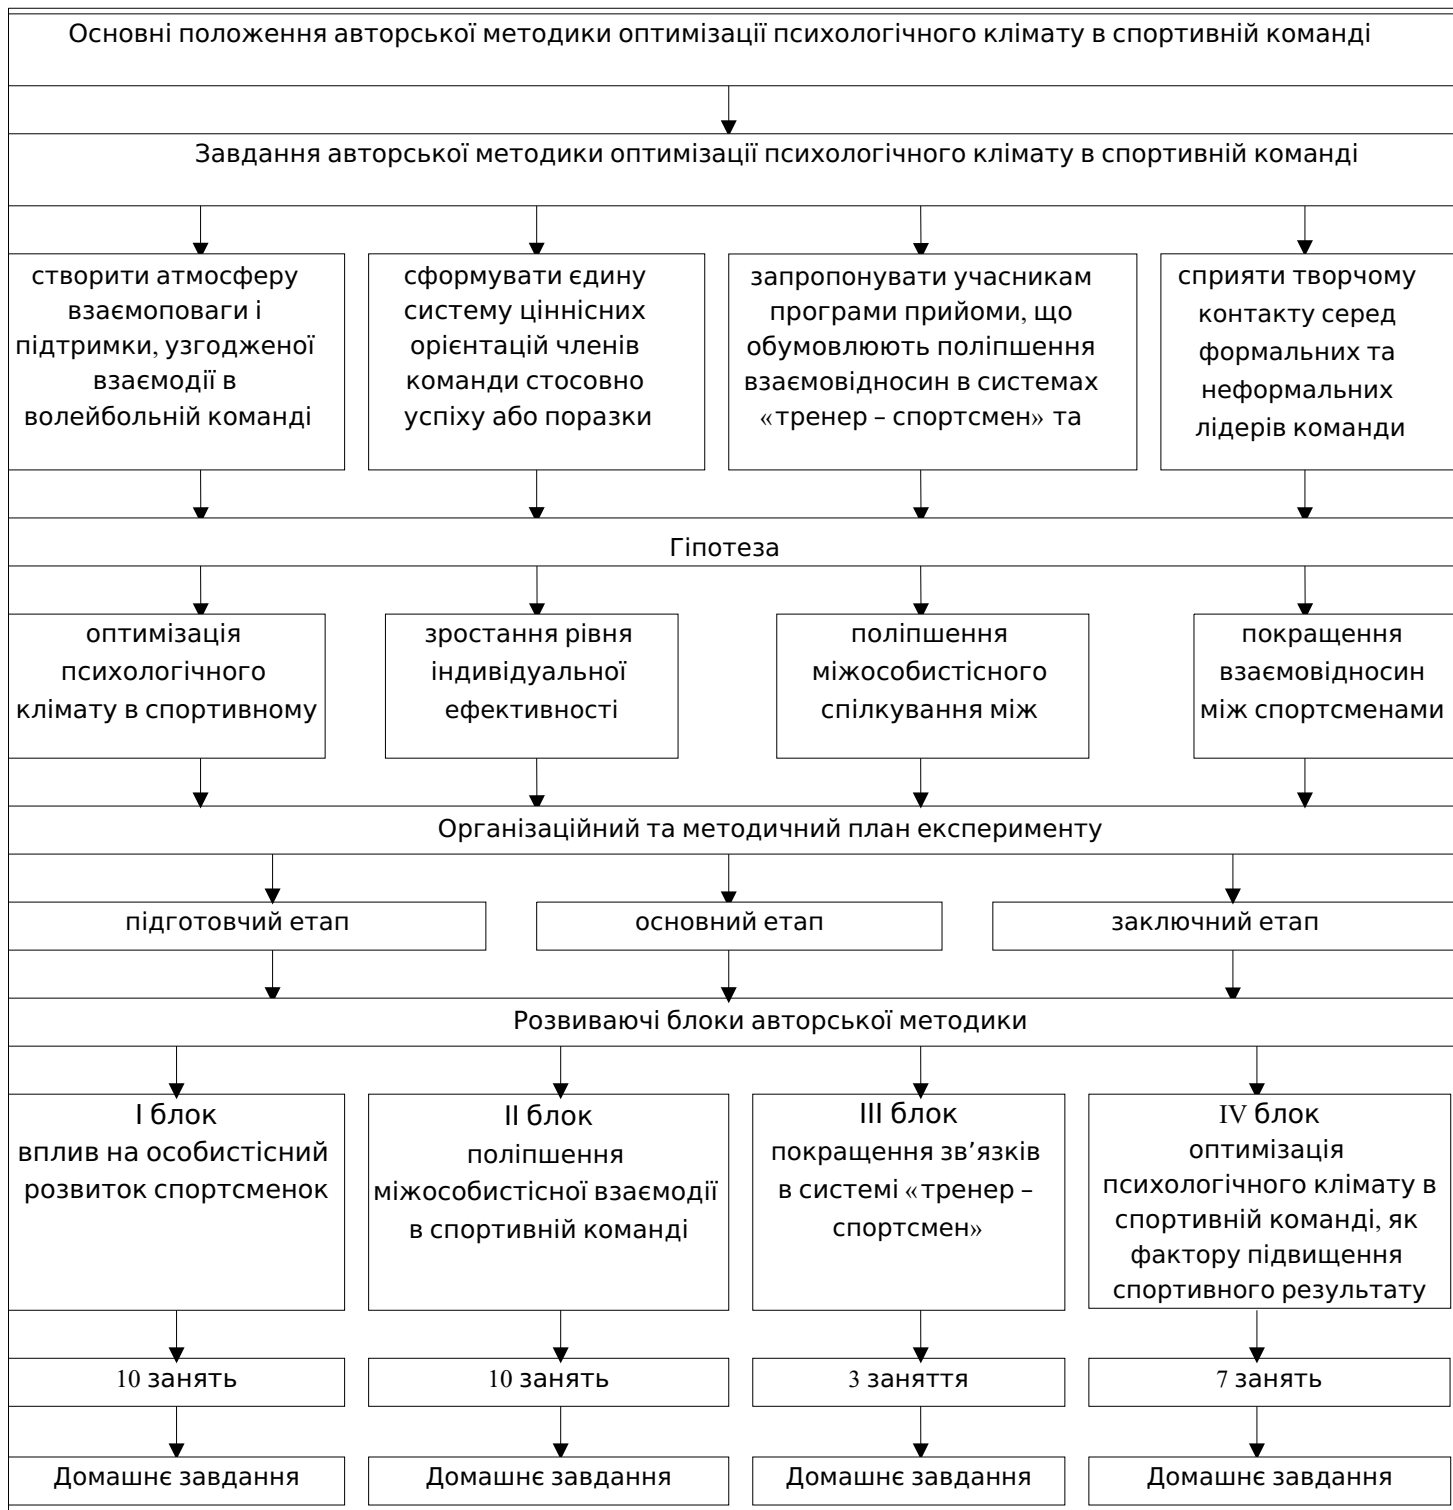 Основні положення авторської методики оптимізації психологічного клімату в спортивній команді
Завдання авторської методики оптимізації психологічного клімату в спортивній команді
створити атмосферу
взаємоповаги і
підтримки, узгодженої
взаємодії в
волейбольній команді
сформувати єдину
систему ціннісних
орієнтацій членів
команди стосовно
успіху або поразки
запропонувати учасникам
програми прийоми, що
обумовлюють поліпшення
взаємовідносин в системах
«тренер – спортсмен» та
сприяти творчому
контакту серед
формальних та
неформальних
лідерів команди
Гіпотеза
оптимізація
психологічного
клімату в спортивному
зростання рівня
індивідуальної
ефективності
поліпшення
міжособистісного
спілкування між
покращення
взаємовідносин
між спортсменами
Організаційний та методичний план експерименту
підготовчий етап
основний етап
заключний етап
Розвиваючі блоки авторської методики
І блок
вплив на особистісний
розвиток спортсменок
ІІ блок
поліпшення
міжособистісної взаємодії
в спортивній команді
ІІІ блок
покращення зв’язків
в системі «тренер –
спортсмен»
IV блок
оптимізація
психологічного клімату в
спортивній команді, як
фактору підвищення
спортивного результату
10 занять
10 занять
3 заняття
7 занять
Домашнє завдання
Домашнє завдання
Домашнє завдання
Домашнє завдання